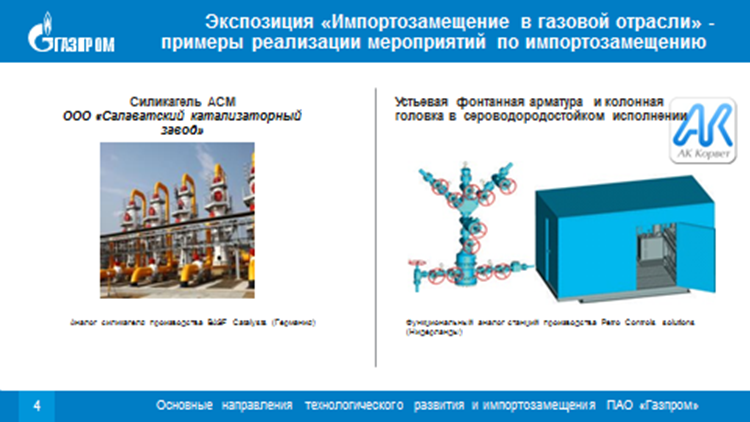 ГАЗПРОМ
Экспозиция «Импортозамещение в газовой отрасли» -
примеры реализации мероприятий по импортозамещению
Силикагель АСМ
ООО «Салаватский катализаторный
завод»
Аналог силикагеля производства BASF Catalysts (Германия)
Устьевая фонтанная арматура и колонная
головка в сероводородостойком исполнении
АК
АК Корвет
Функциональный аналог станций производства Petro Controls solutions
(Нидерланды)
4
Основные направления технологического развития и импортозамещения ПАО «Газпром»